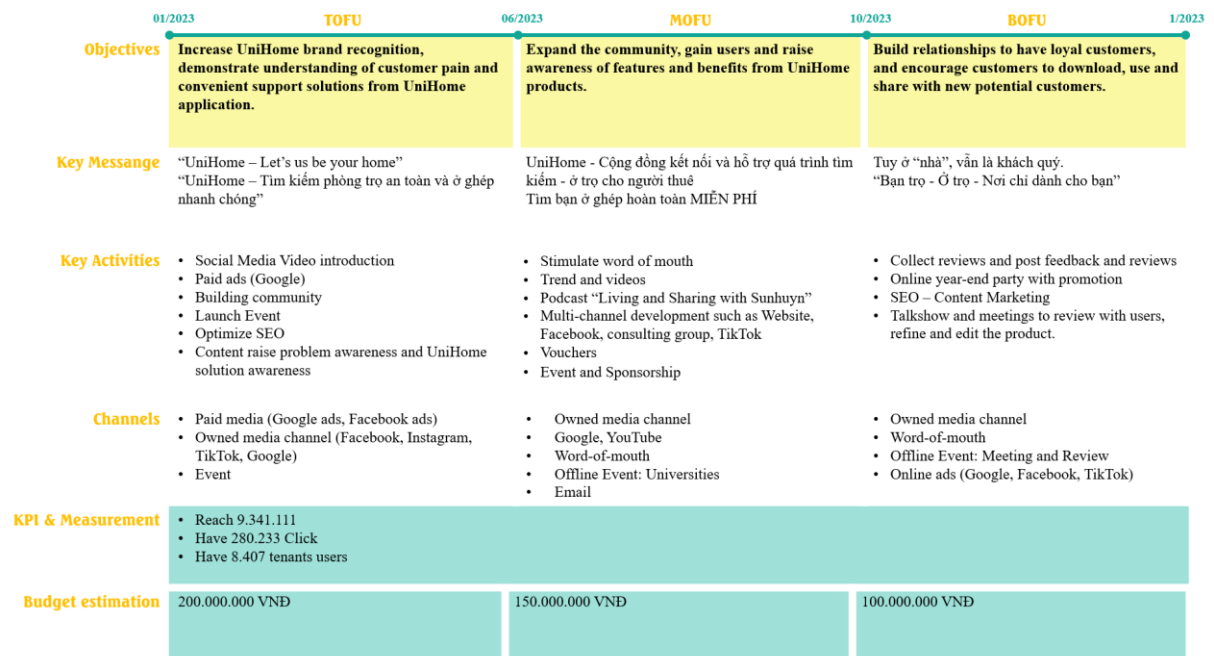 01/2023 TOFU 06/2023 MOFU 10/2023 BOFU 1/2023
Objectives
Increase UniHome brand recognition,
demonstrate understanding of customer pain and
convenient support solutions from UniHome
application.
Expand the community, gain users and raise
awareness of features and benefits from UniHome
products.
Build relationships to have loyal customers,
and encourage customers to download, use and
share with new potential customers.
Key Messange
“UniHome – Let’s us be your home”
“UniHome – Tìm kiếm phòng trọ an toàn và ở ghép
nhanh chóng”
UniHome - Cộng đồng kết nối và hỗ trợ quá trình tìm
kiếm - ở trọ cho người thuê
Tìm bạn ở ghép hoàn toàn MIỄN PHÍ
Tuy ở “nhà”, vẫn là khách quý.
“Bạn trọ - Ở trọ - Nơi chỉ dành cho bạn”
Key Activities
• Social Media Video introduction
• Paid ads (Google)
• Building community
• Launch Event
• Optimize SEO
• Content raise problem awareness and UniHome
solution awareness
• Stimulate word of mouth
• Trend and videos
• Podcast “Living and Sharing with Sunhuyn”
• Multi-channel development such as Website,
Facebook, consulting group, TikTok
• Vouchers
• Event and Sponsorship
• Collect reviews and post feedback and reviews
• Online year-end party with promotion
• SEO – Content Marketing
• Talkshow and meetings to review with users,
refine and edit the product.
Channels
• Paid media (Google ads, Facebook ads)
• Owned media channel (Facebook, Instagram,
TikTok, Google)
• Event
• Owned media channel
• Google, YouTube
• Word-of-mouth
• Offline Event: Universities
• Email
• Owned media channel
• Word-of-mouth
• Offline Event: Meeting and Review
• Online ads (Google, Facebook, TikTok)
KPI & Measurement
• Reach 9.341.111
• Have 280.233 Click
• Have 8.407 tenants users
Budget estimation
200.000.000 VNĐ
150.000.000 VNĐ
100.000.000 VNĐ